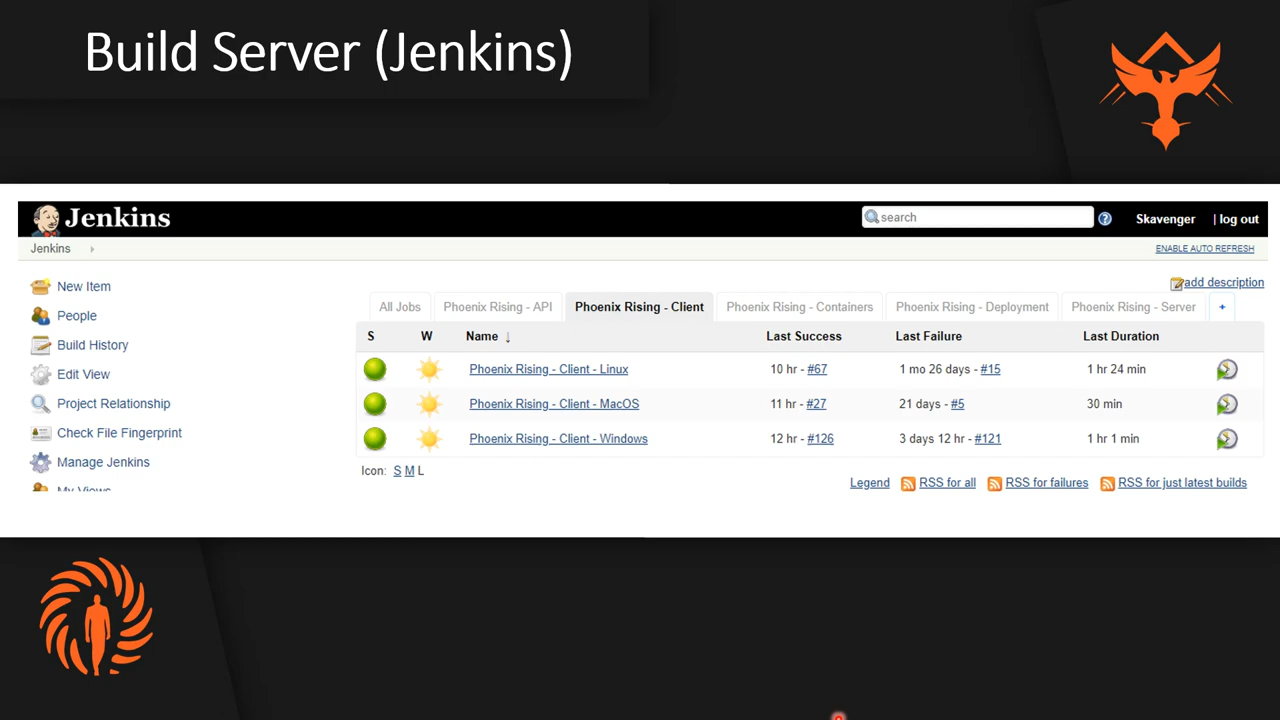 Build Server (Jenkins)
Jenkins
search
?
Skavenger | log out
Jenkins
ENABLE AUTO REFRESH
New Item
People
Build History
Edit View
Project Relationship
Check File Fingerprint
Manage Jenkins
My Views
add description
All Jobs Phoenix Rising - API Phoenix Rising - Client Phoenix Rising - Containers Phoenix Rising - Deployment Phoenix Rising - Server +
S W Name ↓ Last Success Last Failure Last Duration
Phoenix Rising - Client - Linux 10 hr - #67 1 mo 26 days - #15 1 hr 24 min
Phoenix Rising - Client - MacOS 11 hr - #27 21 days - #5 30 min
Phoenix Rising - Client - Windows 12 hr - #126 3 days 12 hr - #121 1 hr 1 min
Icon: S M L
Legend RSS for all RSS for failures RSS for just latest builds